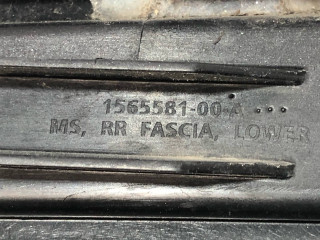 1565581-00-A
MS, RR FASCIA, LOWER